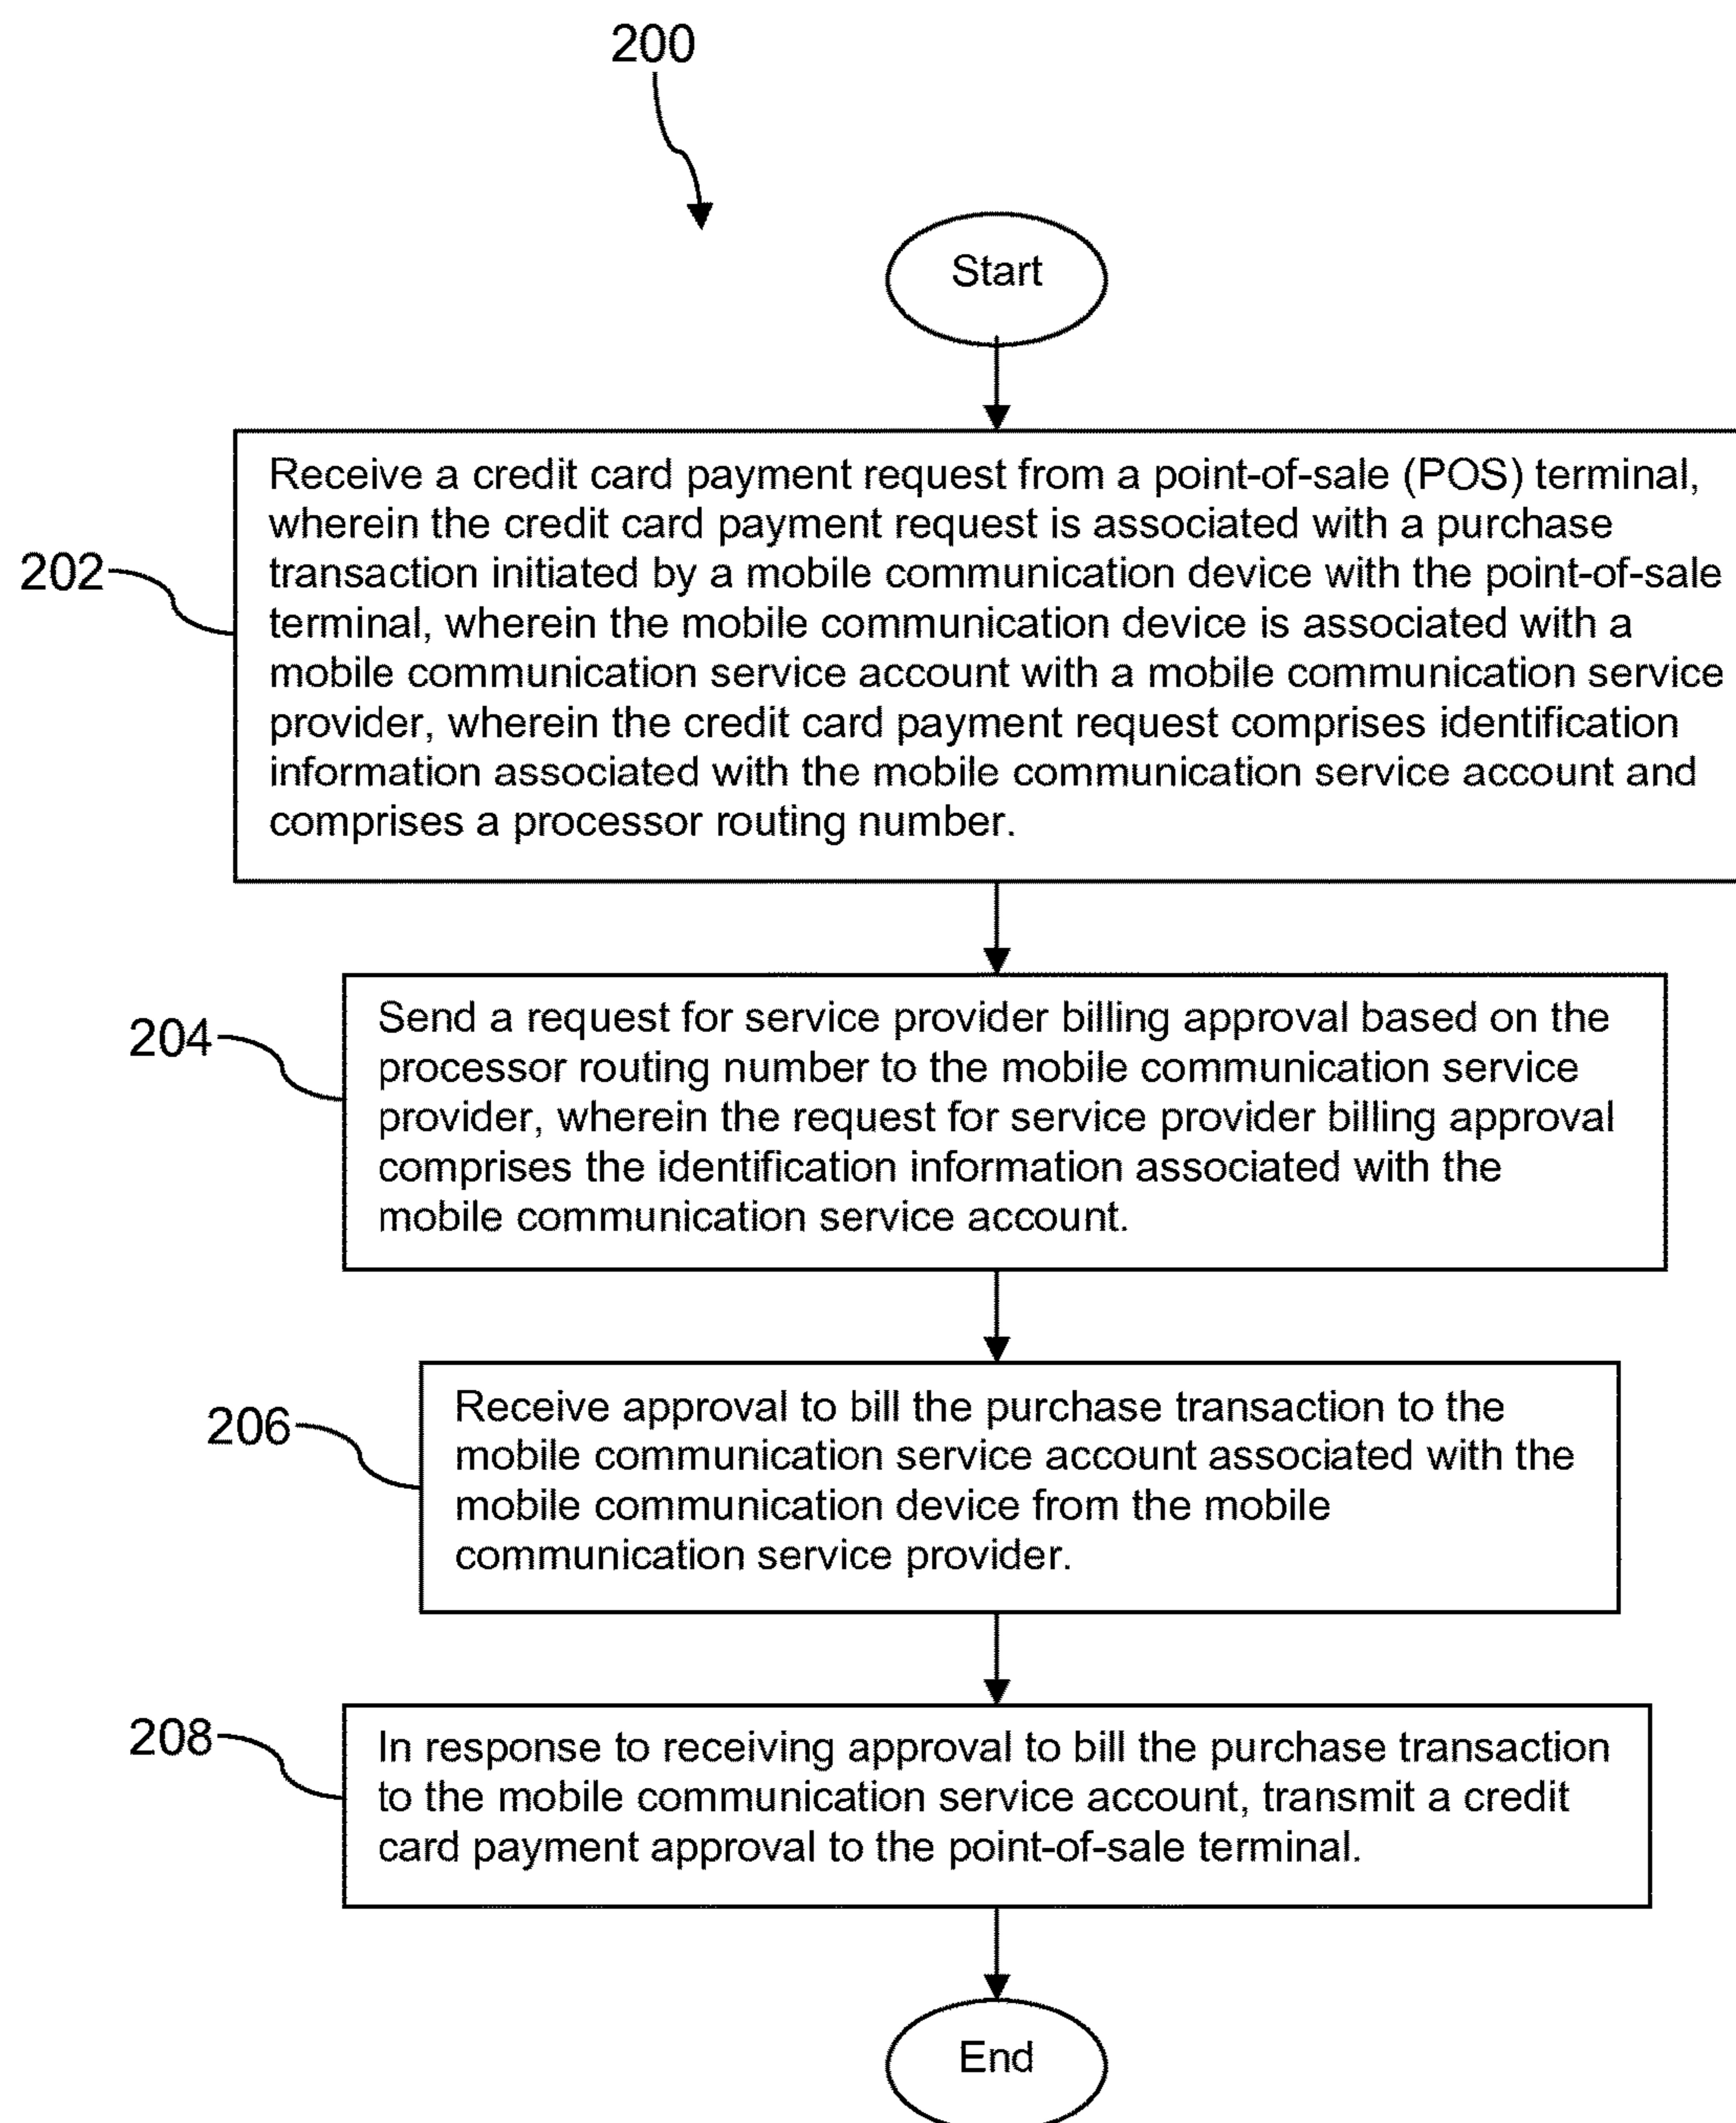 200
Start
202
Receive a credit card payment request from a point-of-sale (POS) terminal,
wherein the credit card payment request is associated with a purchase
transaction initiated by a mobile communication device with the point-of-sale
terminal, wherein the mobile communication device is associated with a
mobile communication service account with a mobile communication service
provider, wherein the credit card payment request comprises identification
information associated with the mobile communication service account and
comprises a processor routing number.
204
Send a request for service provider billing approval based on the
processor routing number to the mobile communication service
provider, wherein the request for service provider billing approval
comprises the identification information associated with the
mobile communication service account.
206
Receive approval to bill the purchase transaction to the
mobile communication service account associated with the
mobile communication device from the mobile
communication service provider.
208
In response to receiving approval to bill the purchase transaction
to the mobile communication service account, transmit a credit
card payment approval to the point-of-sale terminal.
End